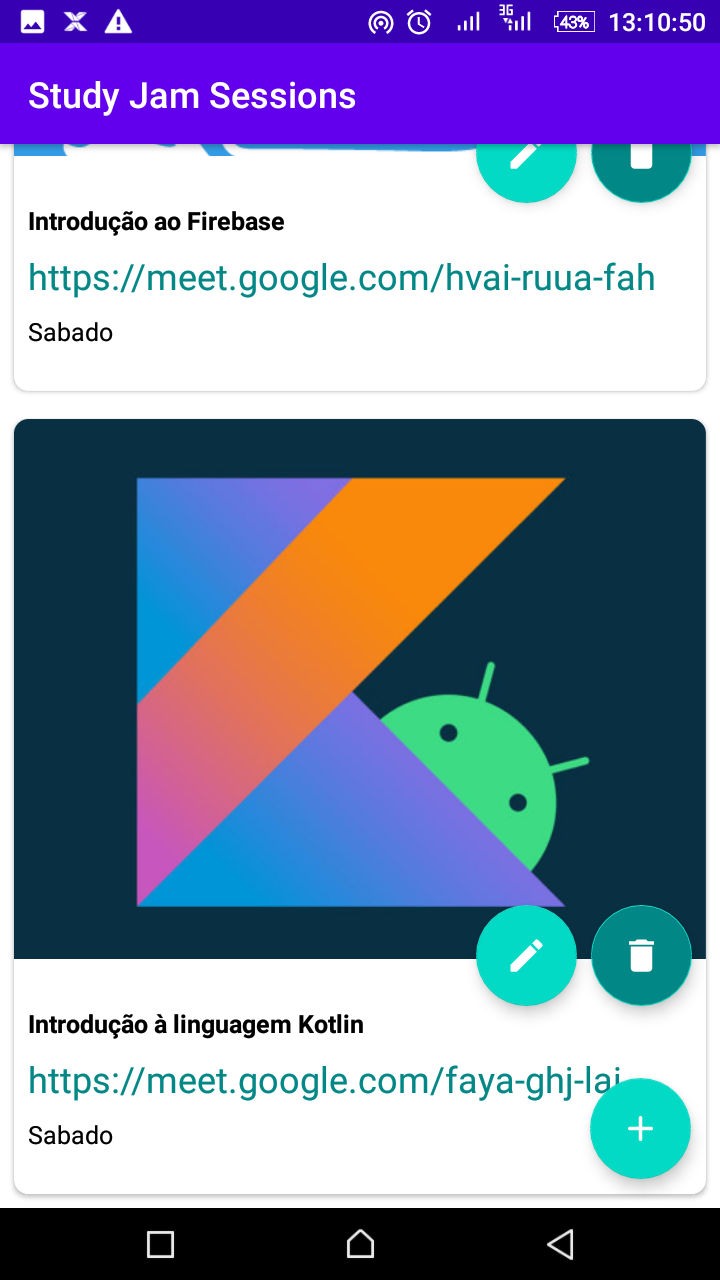 3G
43%
13:10:50
Study Jam Sessions
Introdução ao Firebase
https://meet.google.com/hvai-ruua-fah
Sabado
Introdução à linguagem Kotlin
https://meet.google.com/faya-ghj-lai
Sabado